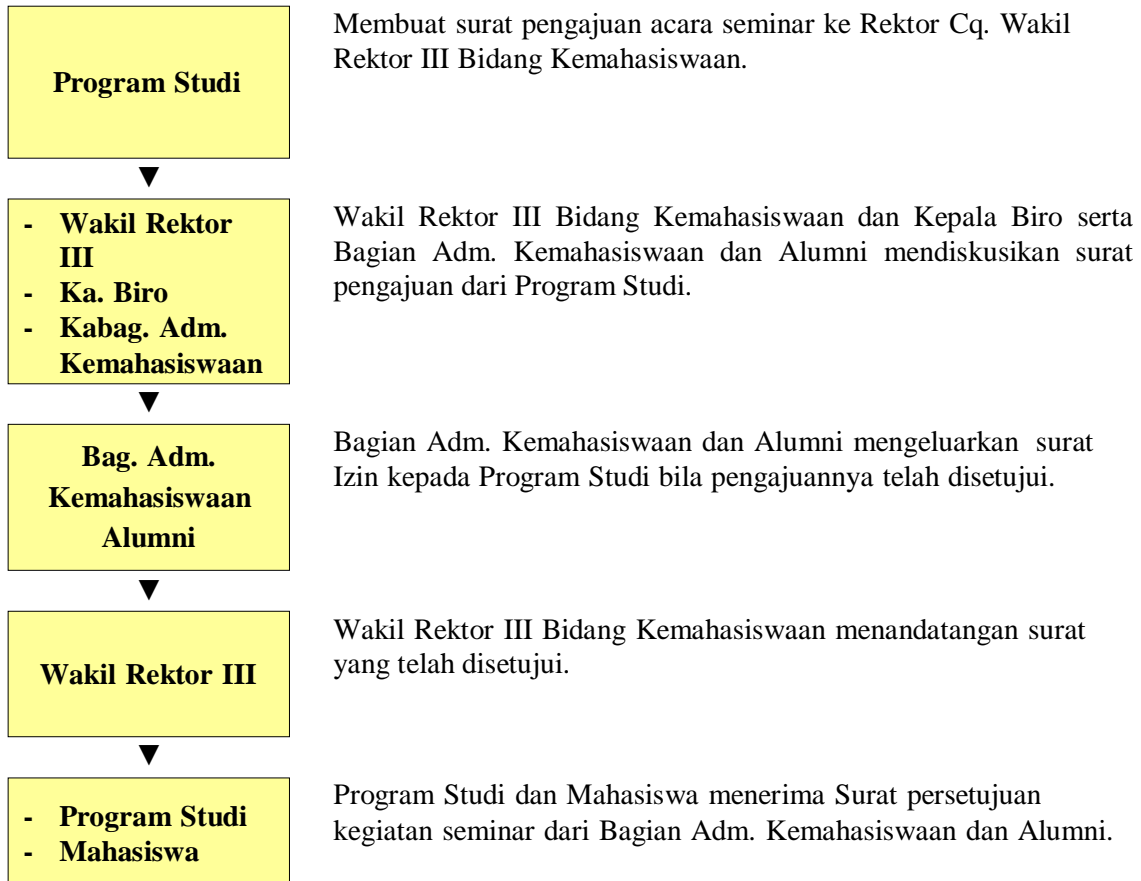 Program Studi
Membuat surat pengajuan acara seminar ke Rektor Cq. Wakil
Rektor III Bidang Kemahasiswaan.
▼
- Wakil Rektor
III
- Ka. Biro
- Kabag. Adm.
Kemahasiswaan
Wakil Rektor III Bidang Kemahasiswaan dan Kepala Biro serta
Bagian Adm. Kemahasiswaan dan Alumni mendiskusikan surat
pengajuan dari Program Studi.
▼
Bag. Adm.
Kemahasiswaan
Alumni
Bagian Adm. Kemahasiswaan dan Alumni mengeluarkan surat
Izin kepada Program Studi bila pengajuannya telah disetujui.
▼
Wakil Rektor III
Wakil Rektor III Bidang Kemahasiswaan menandatangan surat
yang telah disetujui.
▼
- Program Studi
- Mahasiswa
Program Studi dan Mahasiswa menerima Surat persetujuan
kegiatan seminar dari Bagian Adm. Kemahasiswaan dan Alumni.